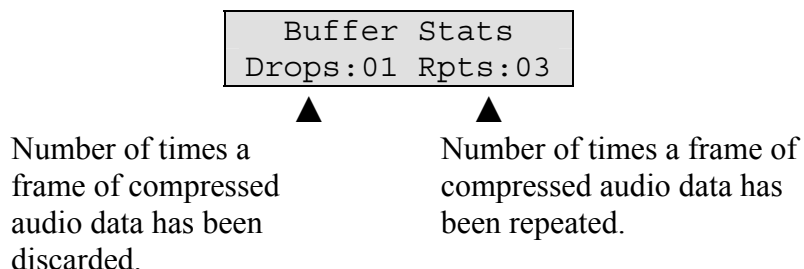 Buffer Stats
Drops:01 Rpts:03
Number of times a
frame of compressed
audio data has been
discarded.
Number of times a frame of
compressed audio data has
been repeated.